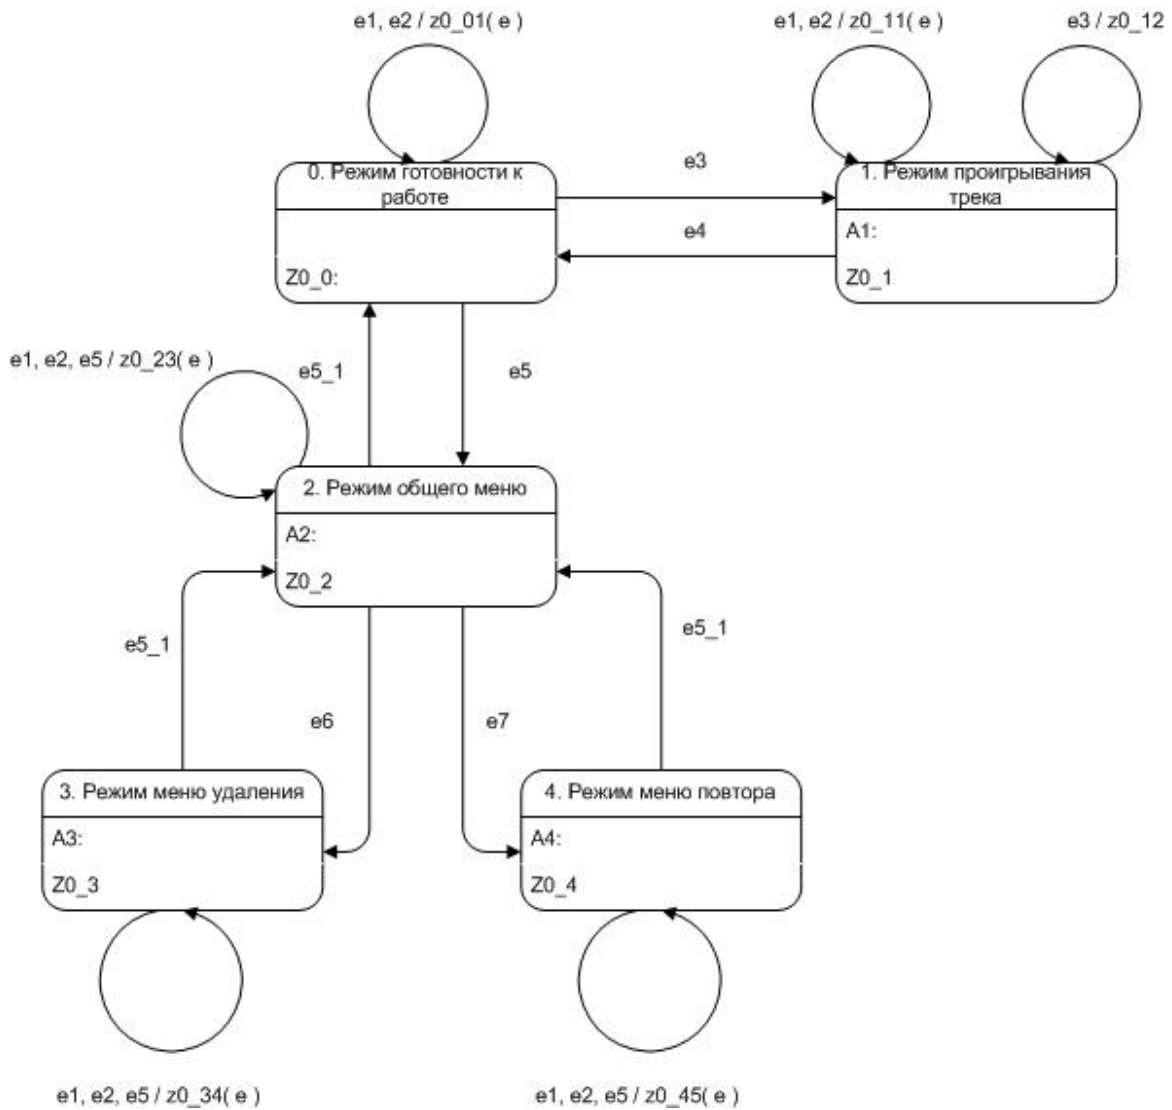 e1, e2 / z0_01( e )
e1, e2 / z0_11( e )
e3 / z0_12
0. Режим готовности к
работе
Z0_0:
e3
e4
1. Режим проигрывания
трека
A1:
Z0_1
e1, e2, e5 / z0_23( e )
e5_1
e5
2. Режим общего меню
A2:
Z0_2
e5_1
e6
e7
e5_1
3. Режим меню удаления
A3:
Z0_3
4. Режим меню повтора
A4:
Z0_4
e1, e2, e5 / z0_34( e )
e1, e2, e5 / z0_45( e )